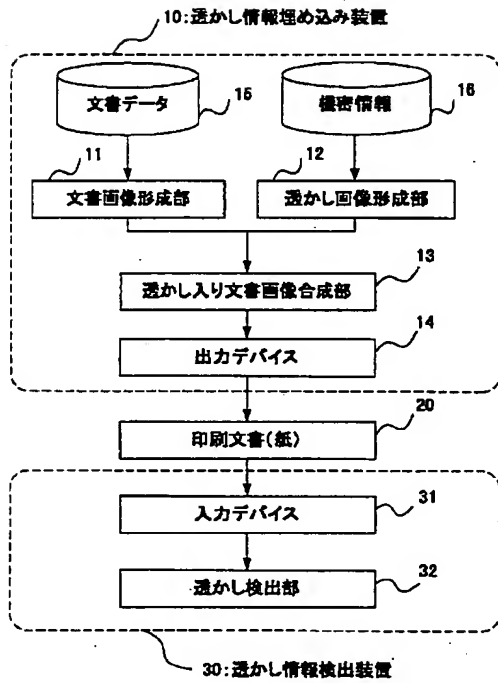 10:透かし情報埋め込み装置
文書データ
15
機密情報
16
11
文書画像形成部
12
透かし画像形成部
13
透かし入り文書画像合成部
14
出力デバイス
20
印刷文書(紙)
31
入力デバイス
32
透かし検出部
30:透かし情報検出装置